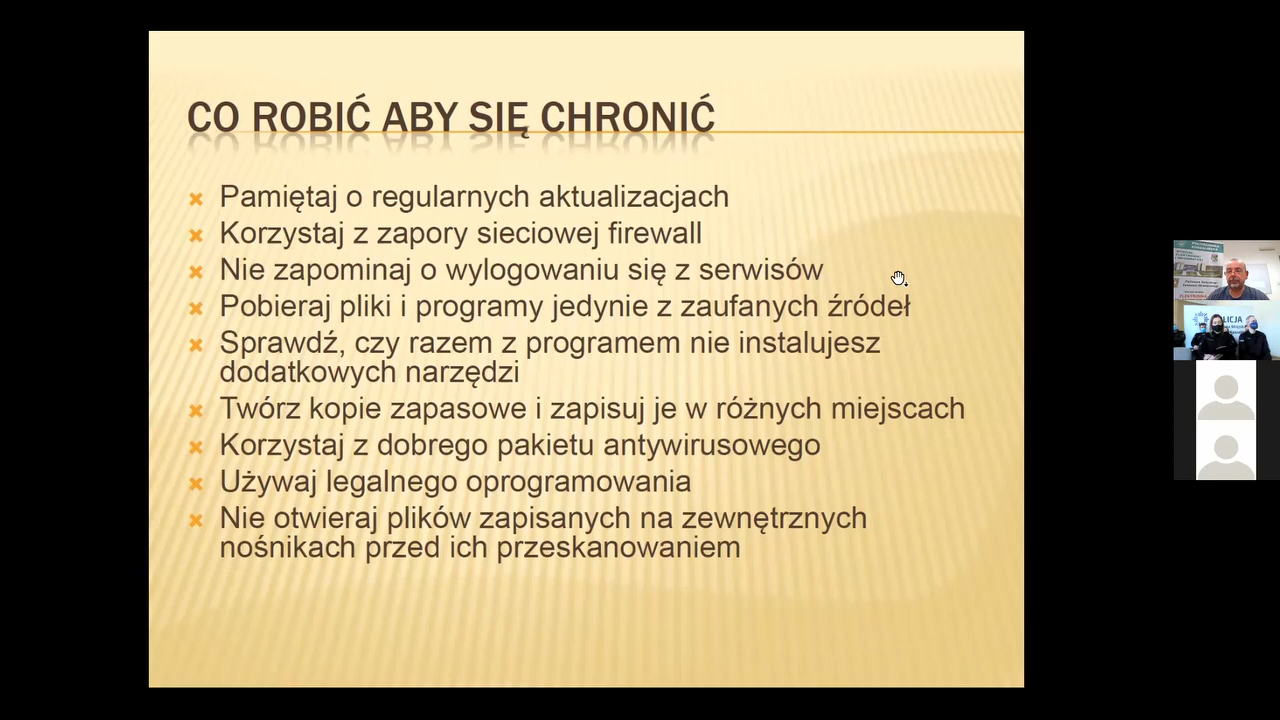 CO ROBIĆ ABY SIĘ CHRONIĆ
Pamiętaj o regularnych aktualizacjach
Korzystaj z zapory sieciowej firewall
Nie zapominaj o wylogowaniu się z serwisów
Pobieraj pliki i programy jedynie z zaufanych źródeł
Sprawdź, czy razem z programem nie instalujesz
dodatkowych narzędzi
Twórz kopie zapasowe i zapisuj je w różnych miejscach
Korzystaj z dobrego pakietu antywirusowego
Używaj legalnego oprogramowania
Nie otwieraj plików zapisanych na zewnętrznych
nośnikach przed ich przeskanowaniem